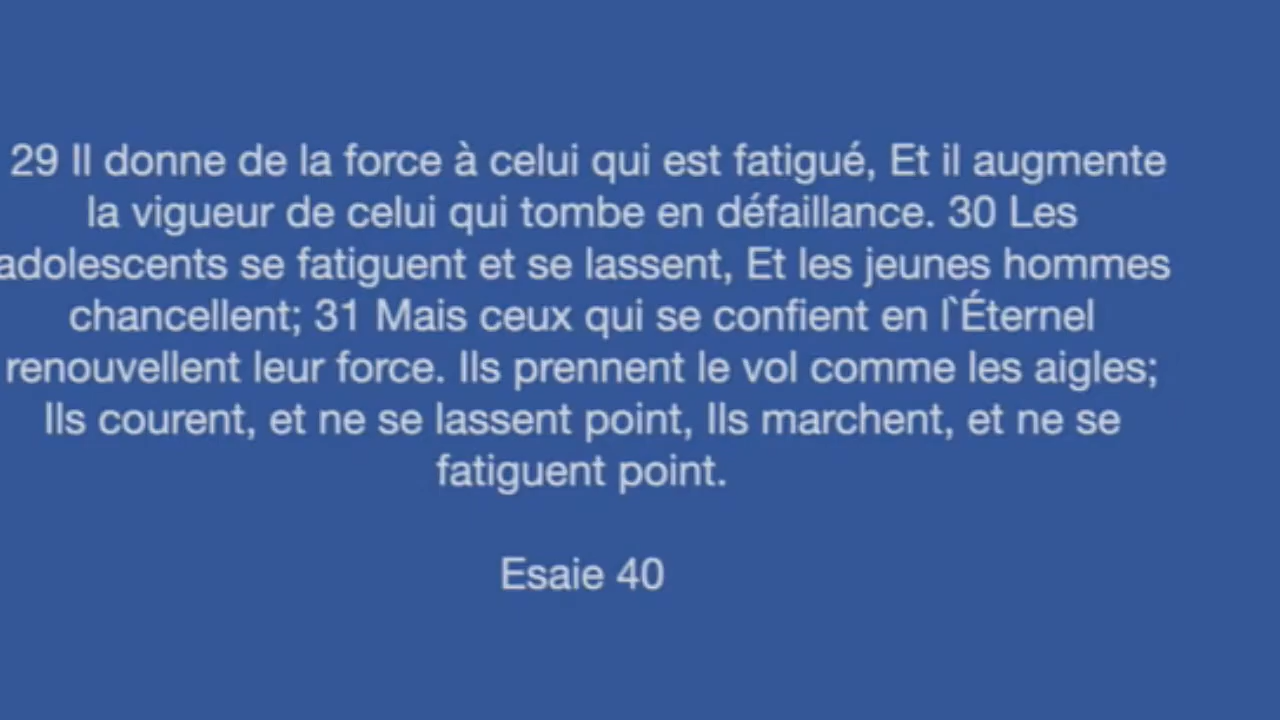 29 Il donne de la force à celui qui est fatigué, Et il augmente
la vigueur de celui qui tombe en défaillance. 30 Les
adolescents se fatiguent et se lassent, Et les jeunes hommes
chancellent; 31 Mais ceux qui se confient en l`Éternel
renouvellent leur force. Ils prennent le vol comme les aigles;
Ils courent, et ne se lassent point, Ils marchent, et ne se
fatiguent point.
Esaie 40